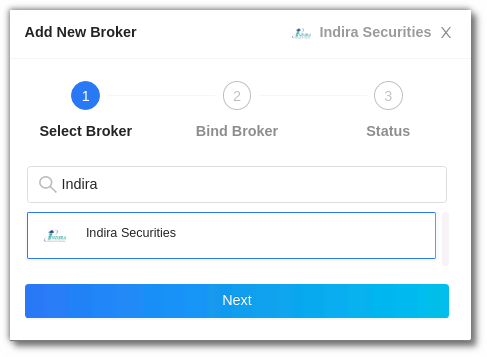 Add New Broker
Indira Securities
1
2
3
Select Broker
Bind Broker
Status
Indira
Indira Securities
Next